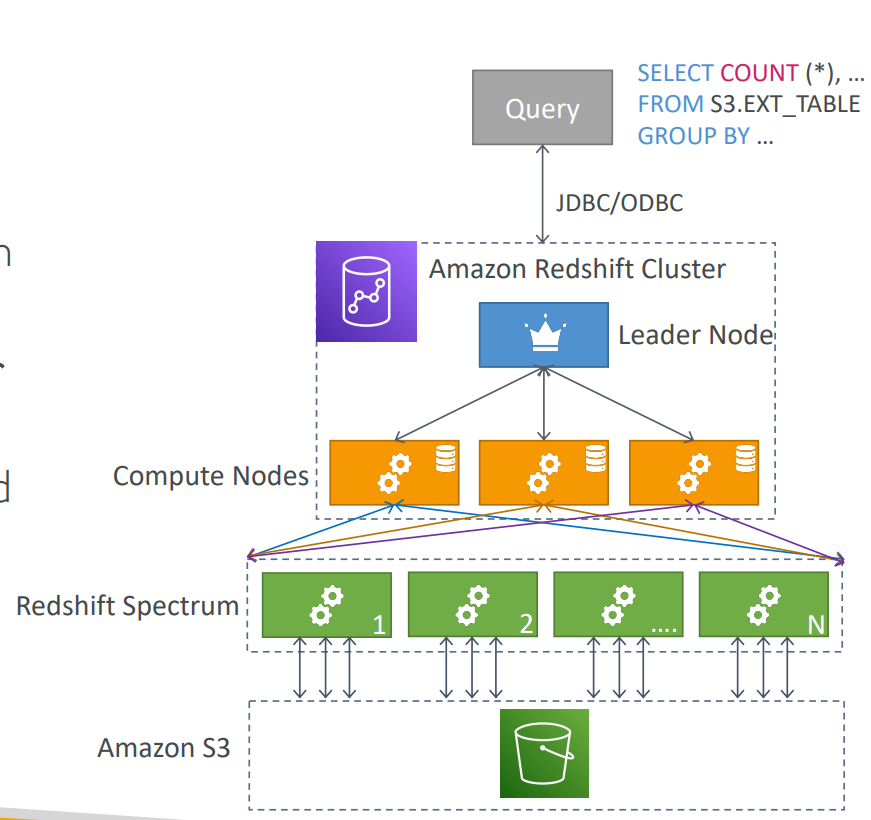 SELECT COUNT (*), ...
FROM S3.EXT_TABLE
GROUP BY ...
Query
JDBC/ODBC
Amazon Redshift Cluster
Leader Node
Compute Nodes
Redshift Spectrum
1
2
....
N
Amazon S3